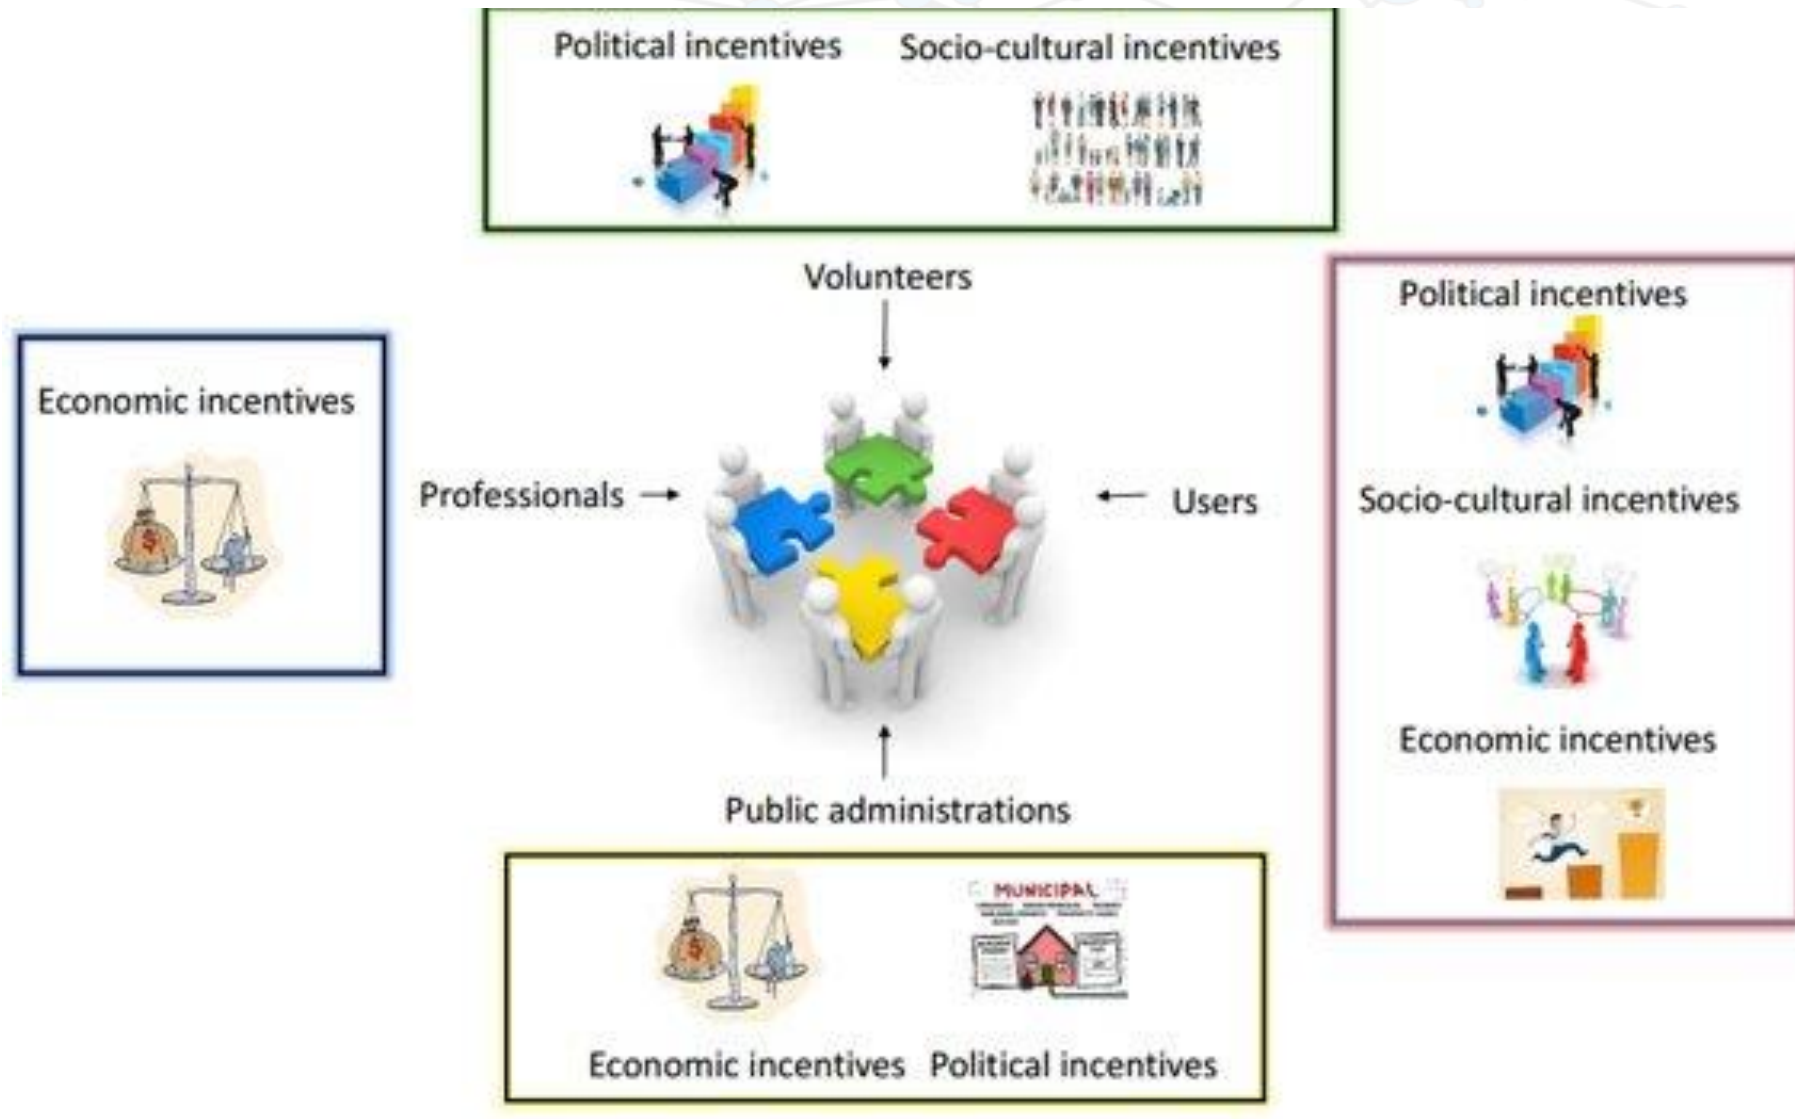 Political incentives
Socio-cultural incentives
Volunteers
Political incentives
Economic incentives
Professionals
Users
Socio-cultural incentives
Economic incentives
Public administrations
MUNICIPAL
Economic incentives
Political incentives